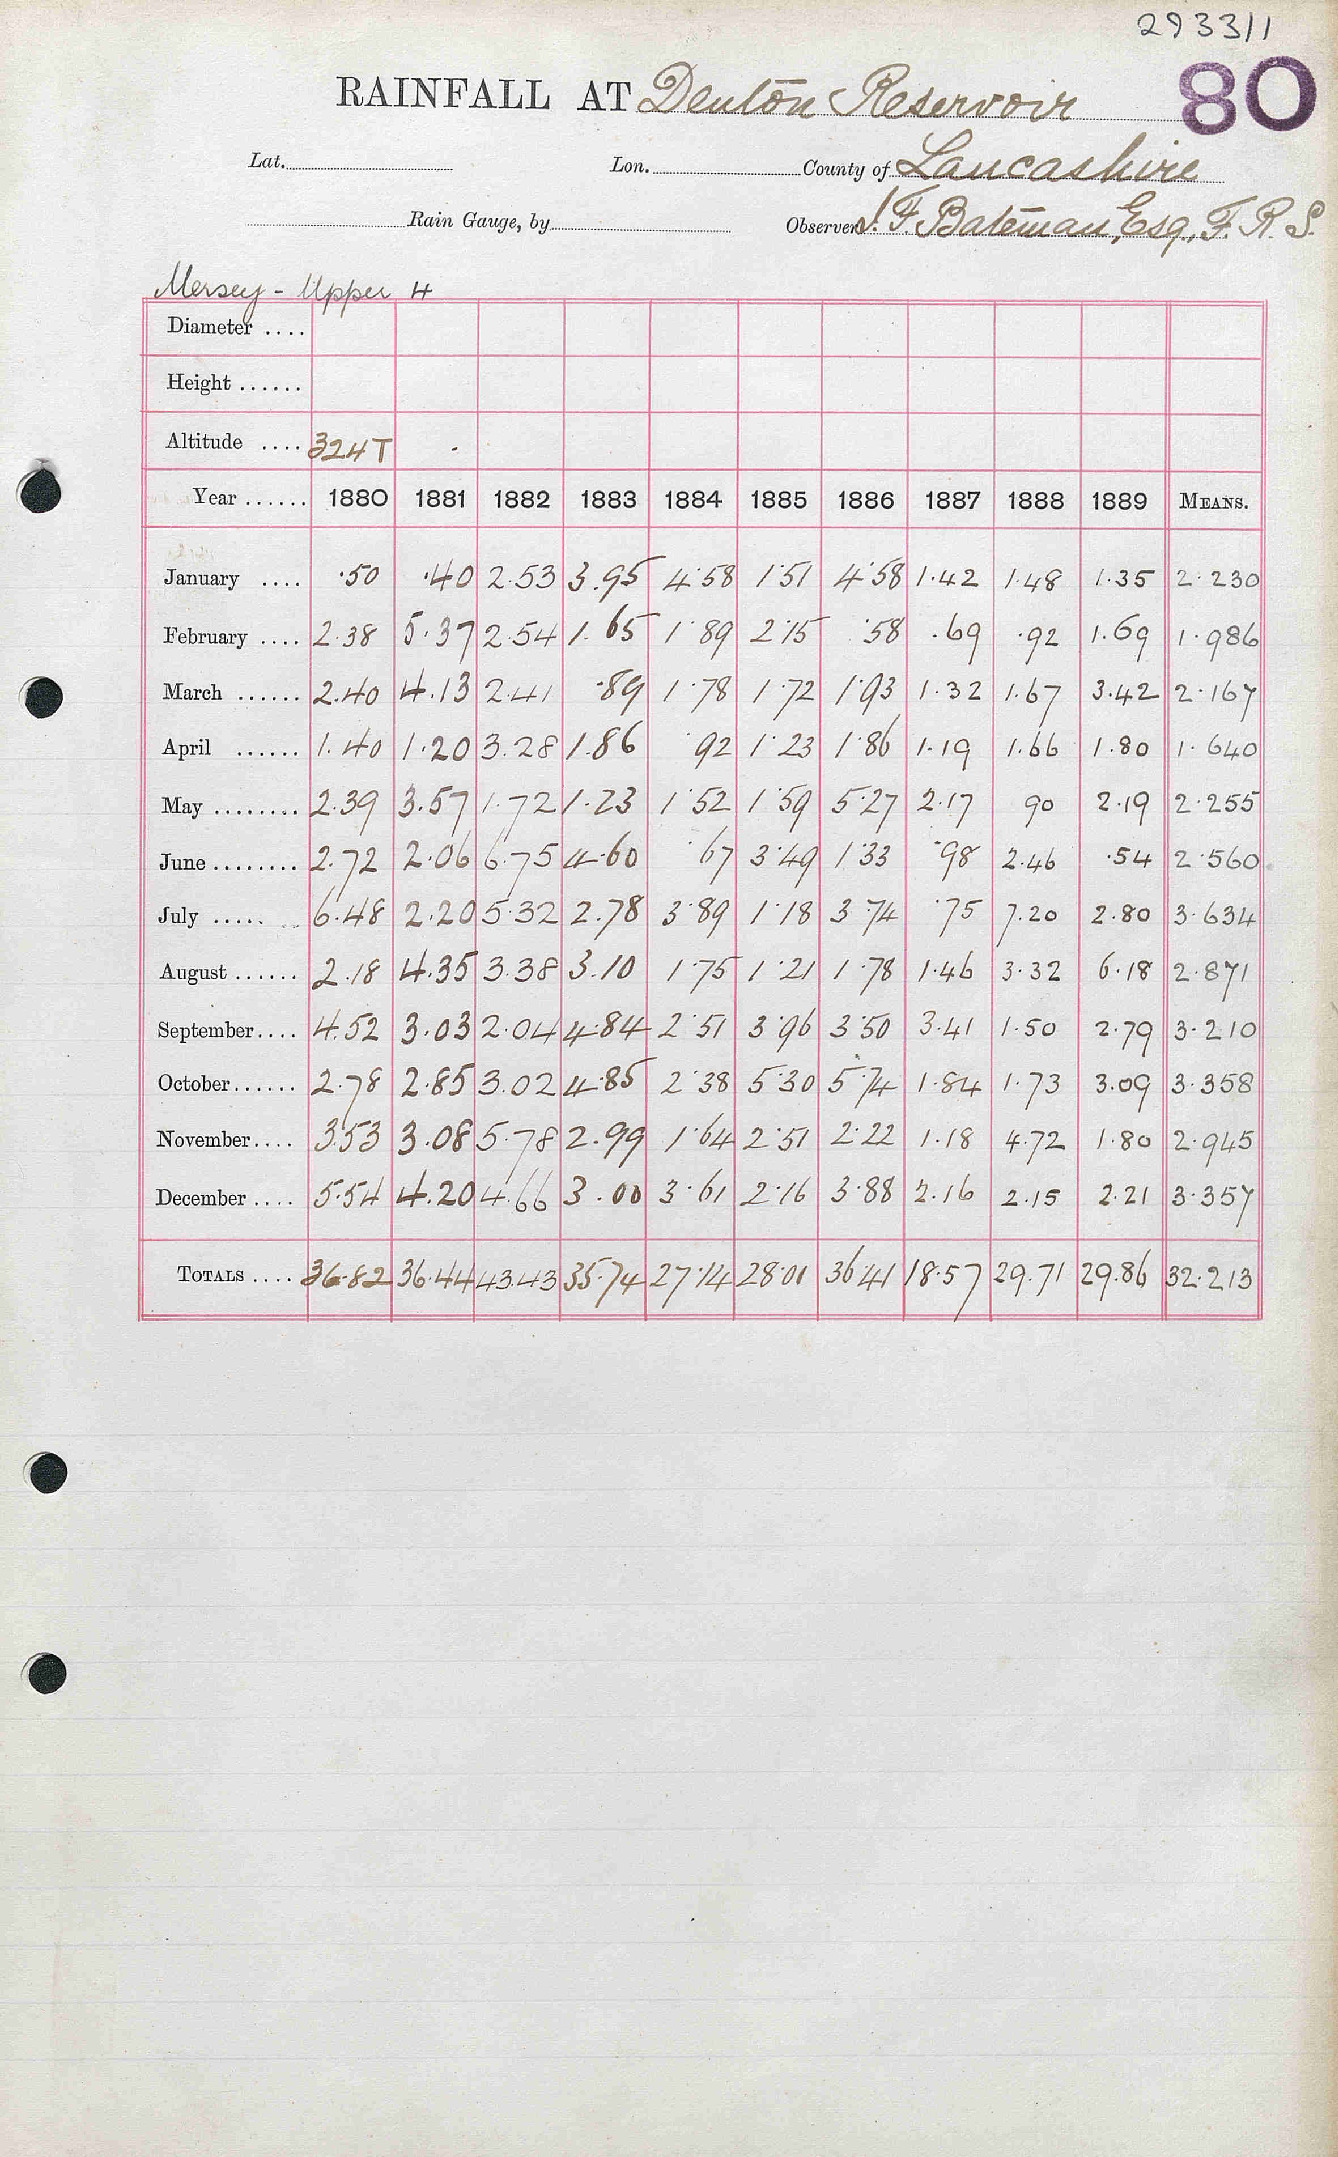 293311
RAINFALL AT Denton Reservoir 80
Lat. Lon. County of Lancashire
Rain Gauge, by Observer J. F. Bateman, Esq., F. R. S.
Mersey - Upper 4
Diameter ....
Height ......
Altitude .... 324 T
Year ...... 1880 1881 1882 1883 1884 1885 1886 1887 1888 1889 MEANS.
January .... ·50 ·40 2·53 3.95 4·58 1·51 4·58 1·42 1·48 1.35 2·230
February .... 2·38 5·37 2·54 1.65 1·89 2·15 ·58 ·69 ·92 1.69 1·986
March ...... 2.40 4.13 2.41 ·89 1·78 1·72 1·93 1·32 1·67 3·42 2·167
April ...... 1.40 1·20 3·28 1.86 ·92 1·23 1·86 1·19 1·66 1·80 1·640
May ........ 2·39 3·57 1·72 1·23 1·52 1·59 5·27 2·17 90 2·19 2·255
June ........ 2.72 2·06 6·75 4·60 ·67 3·49 1·33 ·98 2·46 ·54 2·560
July ..... 6·48 2·20 5·32 2.78 3·89 1·18 3·74 ·75 7·20 2·80 3·634
August ...... 2·18 4.35 3.38 3.10 1·75 1·21 1·78 1·46 3·32 6·18 2·871
September.... 4.52 3.03 2·04 4·84 2·51 3·96 3·50 3·41 1·50 2·79 3·210
October...... 2·78 2·85 3.02 4·85 2·38 5·30 5·74 1·84 1·73 3.09 3·358
November.... 3·53 3.08 5·78 2.99 1·64 2·51 2·22 1·18 4·72 1·80 2·945
December .... 5·54 4.20 4.66 3.00 3·61 2·16 3·88 2·16 2·15 2·21 3·357
TOTALS .... 36·82 36·44 43·43 35·74 27·14 28·01 36·41 18·57 29.71 29.86 32·213